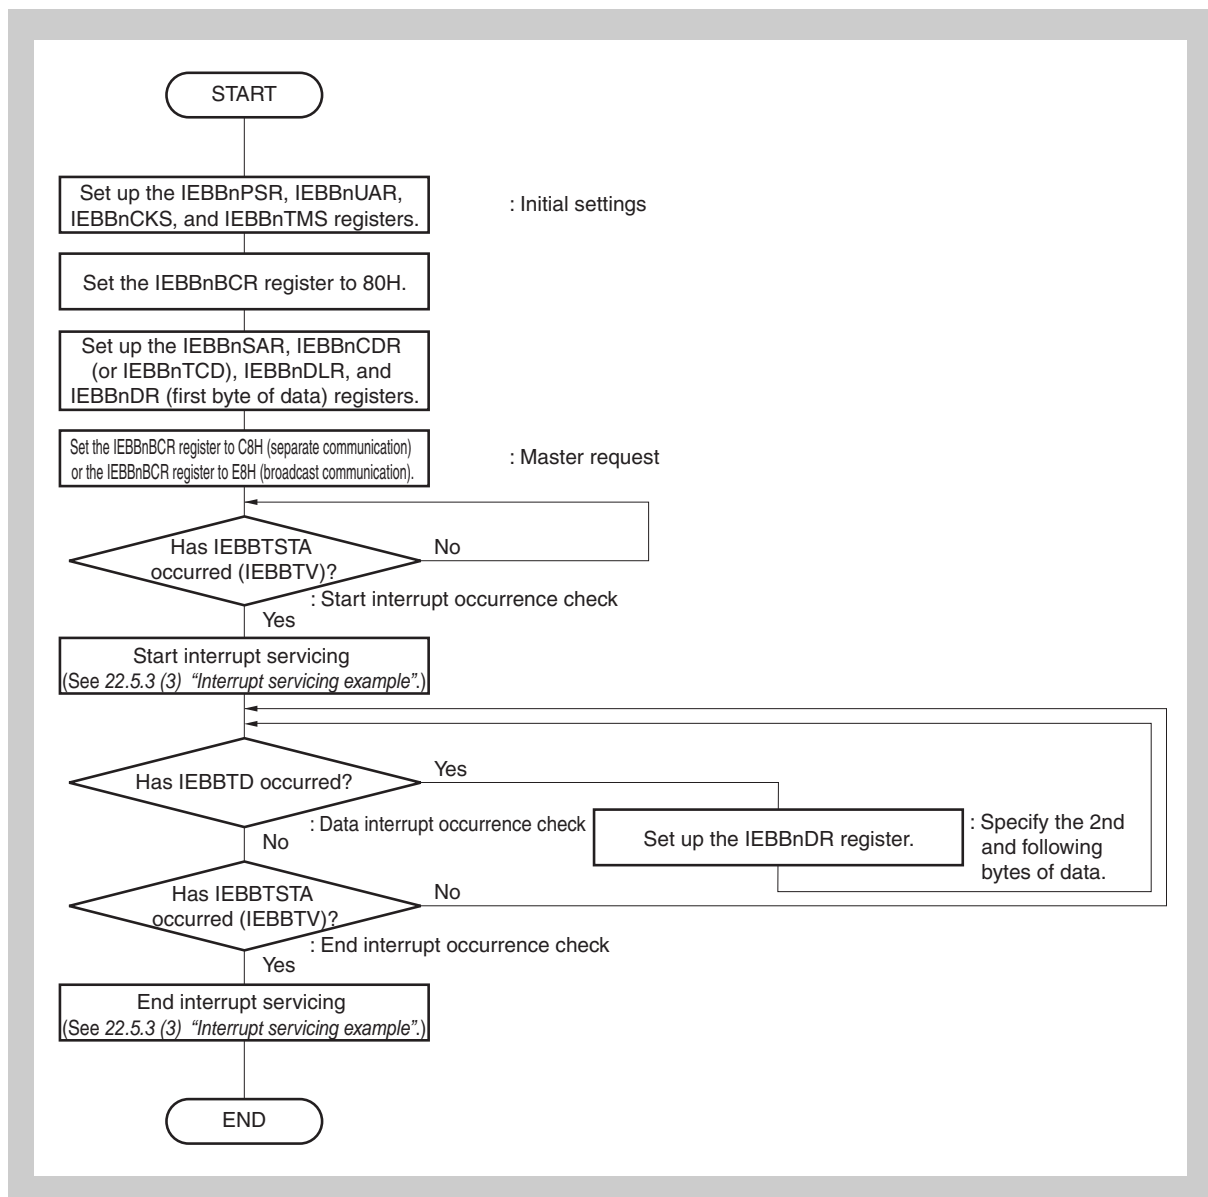 START
Set up the IEBBnPSR, IEBBnUAR,
IEBBnCKS, and IEBBnTMS registers.
: Initial settings
Set the IEBBnBCR register to 80H.
Set up the IEBBnSAR, IEBBnCDR
(or IEBBnTCD), IEBBnDLR, and
IEBBnDR (first byte of data) registers.
Set the IEBBnBCR register to C8H (separate communication)
or the IEBBnBCR register to E8H (broadcast communication).
: Master request
Has IEBBTSTA
occurred (IEBBTV)?
No
: Start interrupt occurrence check
Yes
Start interrupt servicing
(See 22.5.3 (3) “Interrupt servicing example”.)
Has IEBBTD occurred?
Yes
: Data interrupt occurrence check
No
Set up the IEBBnDR register.
: Specify the 2nd
and following
bytes of data.
Has IEBBTSTA
occurred (IEBBTV)?
No
: End interrupt occurrence check
Yes
End interrupt servicing
(See 22.5.3 (3) “Interrupt servicing example”.)
END